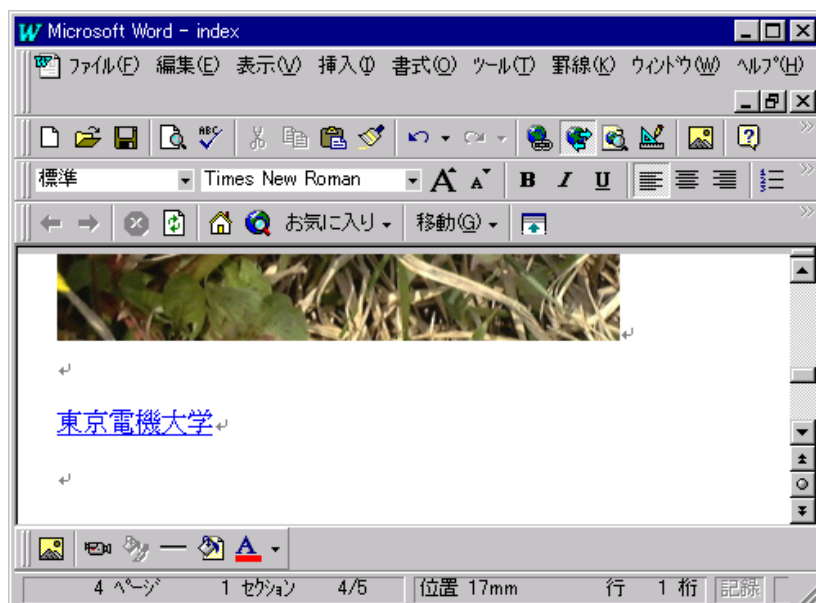 Microsoft Word - index
ファイル(F) 編集(E) 表示(V) 挿入(I) 書式(O) ツール(T) 罫線(K) ウィンドウ(W) ヘルプ(H)
ABC
標準 Times New Roman A A B I U
お気に入り 移動(G)
東京電機大学
A
4 ページ 1 セクション 4/5 位置 17mm 行 1 桁 記録